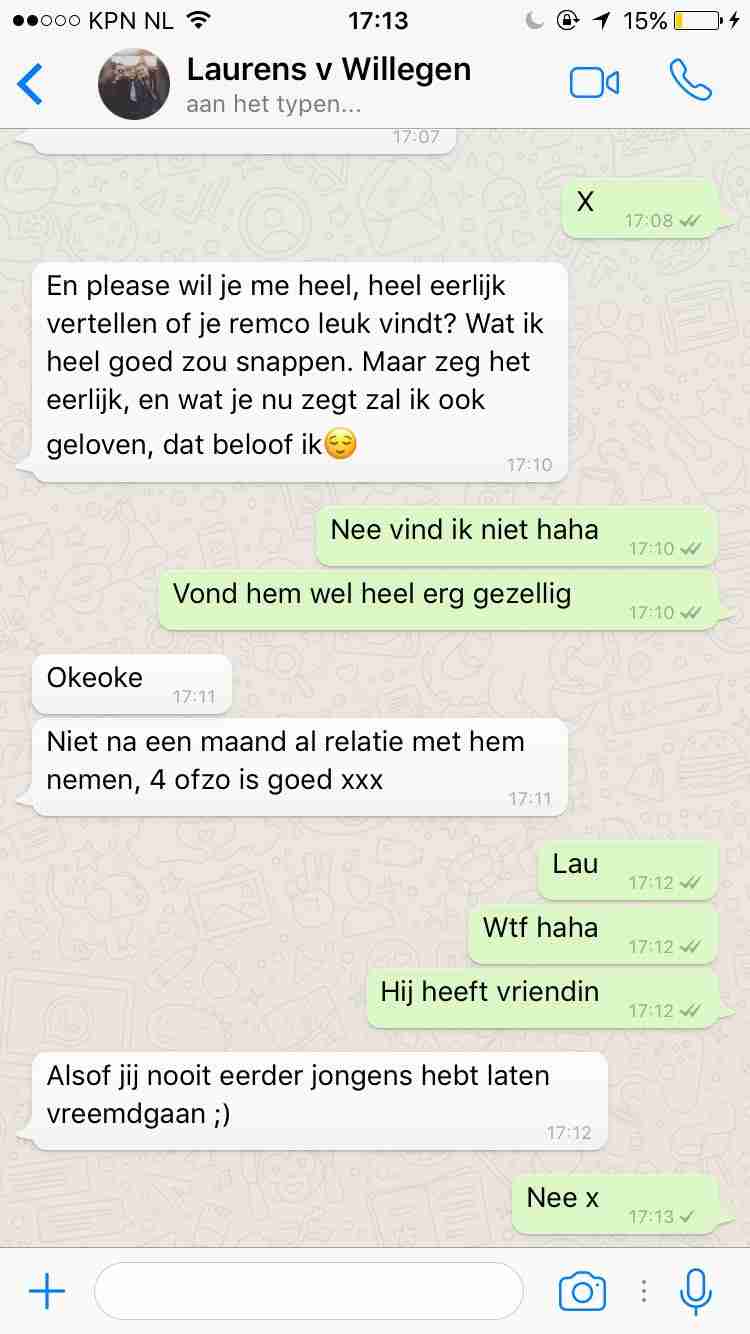 KPN NL 17:13 15%
Laurens v Willegen
aan het typen...
17:07
X
17:08
En please wil je me heel, heel eerlijk
vertellen of je remco leuk vindt? Wat ik
heel goed zou snappen. Maar zeg het
eerlijk, en wat je nu zegt zal ik ook
geloven, dat beloof ik😌
17:10
Nee vind ik niet haha
17:10
Vond hem wel heel erg gezellig
17:10
Okeoke
17:11
Niet na een maand al relatie met hem
nemen, 4 ofzo is goed xxx
17:11
Lau
17:12
Wtf haha
17:12
Hij heeft vriendin
17:12
Alsof jij nooit eerder jongens hebt laten
vreemdgaan ;)
17:12
Nee x
17:13